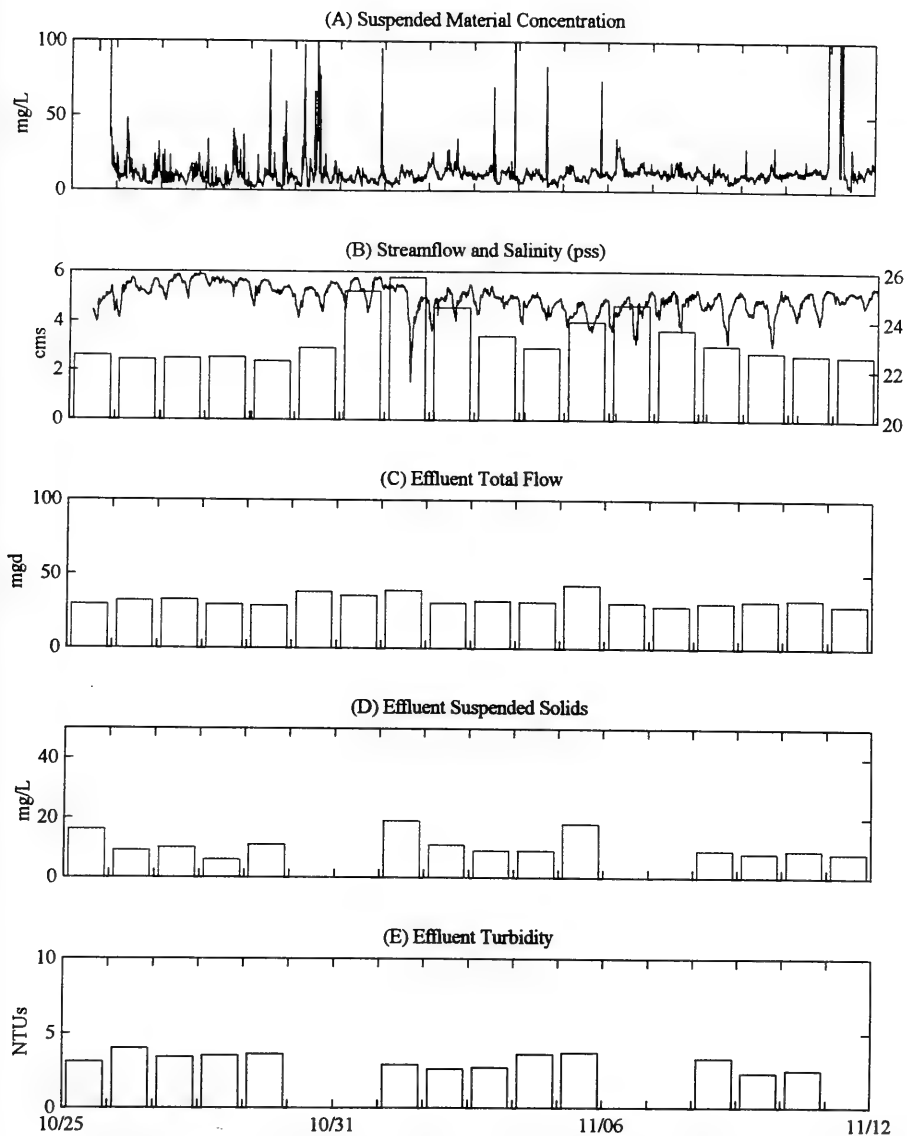 (A) Suspended Material Concentration
100
50
0
mg/L
(B) Streamflow and Salinity (pss)
6
4
2
0
cms
26
24
22
20
(C) Effluent Total Flow
100
50
0
mgd
(D) Effluent Suspended Solids
40
20
0
mg/L
(E) Effluent Turbidity
10
5
0
NTUs
10/25
10/31
11/06
11/12